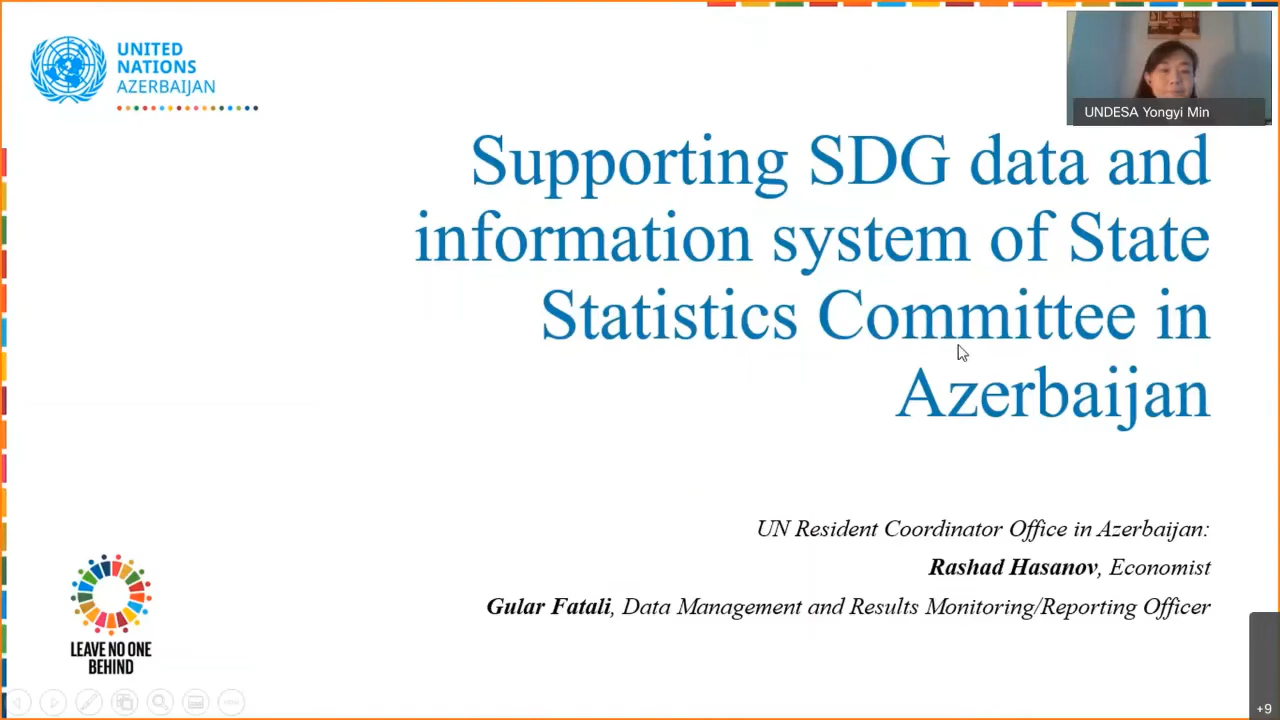 UNITED
NATIONS
AZERBAIJAN
UNDESA Yongyi Min
Supporting SDG data and
information system of State
Statistics Committee in
Azerbaijan
UN Resident Coordinator Office in Azerbaijan:
Rashad Hasanov, Economist
Gular Fatali, Data Management and Results Monitoring/Reporting Officer
LEAVE NO ONE
BEHIND
+9